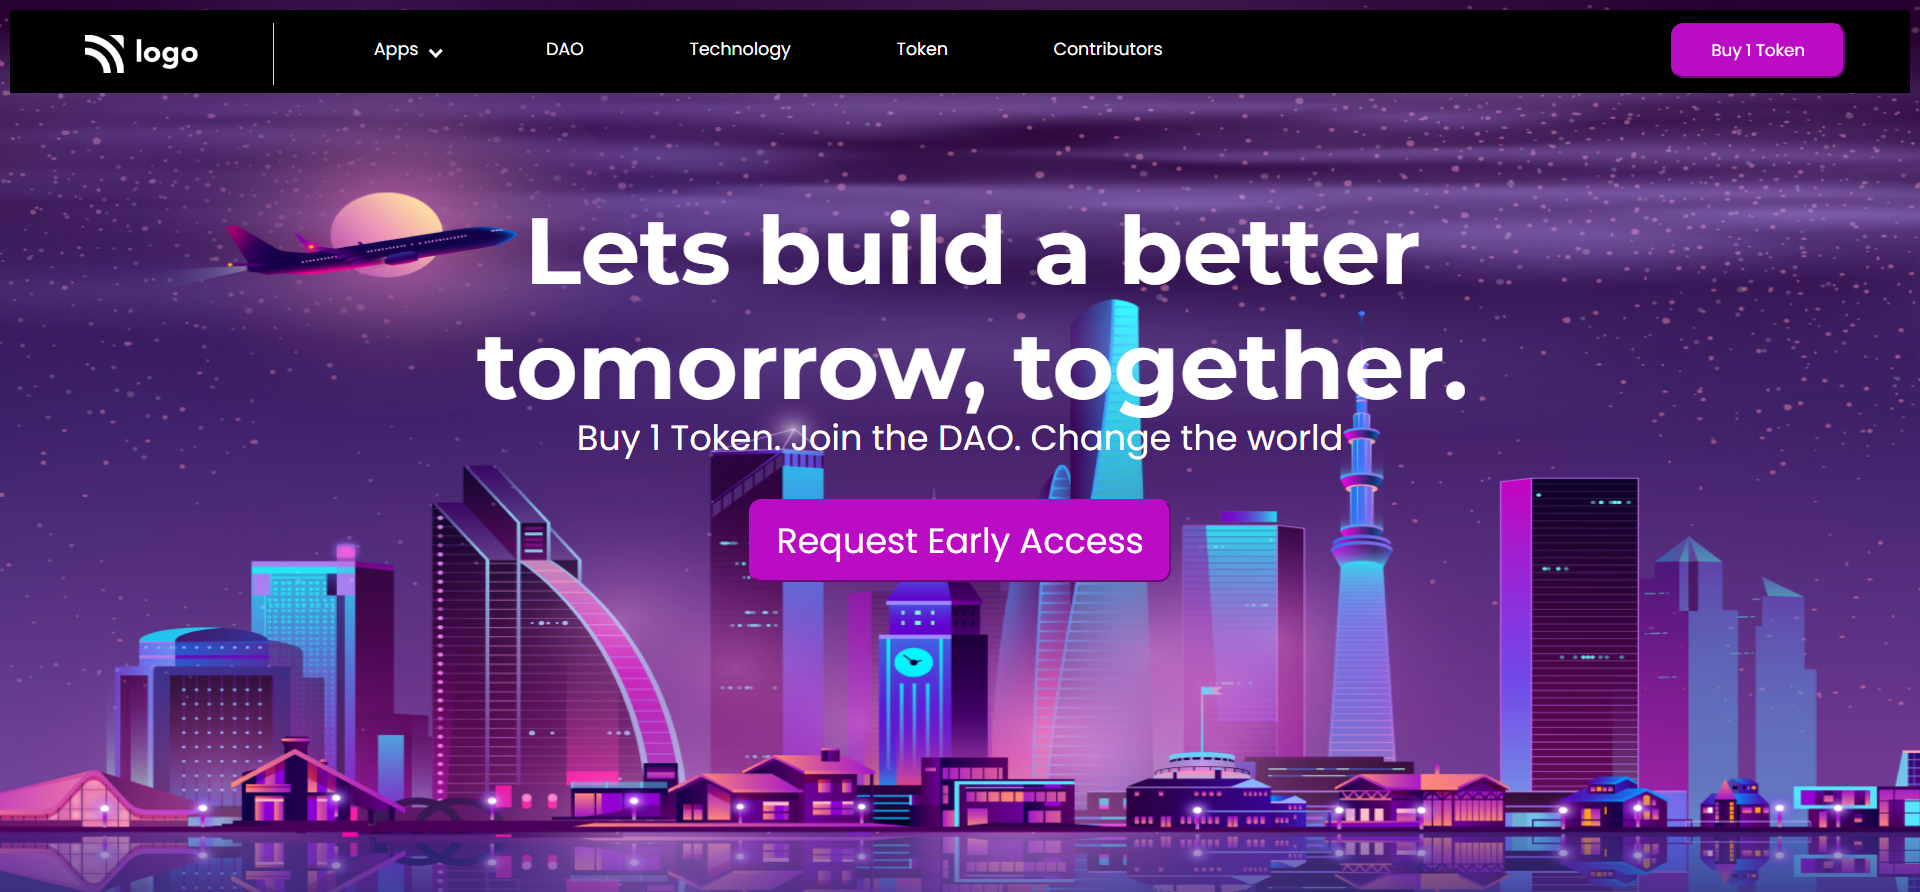 logo
Apps
DAO
Technology
Token
Contributors
Buy 1 Token
Lets build a better
tomorrow, together.
Buy 1 Token. Join the DAO. Change the world
Request Early Access